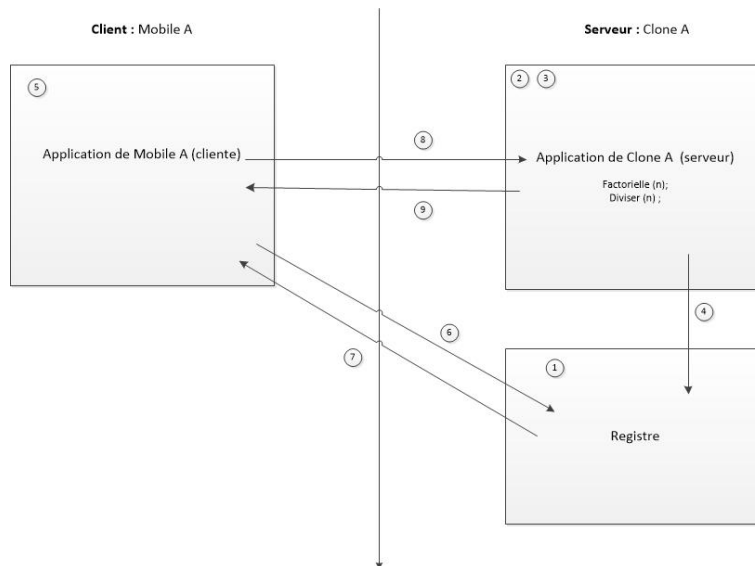 Client : Mobile A
Serveur : Clone A
5
2 3
8
Application de Mobile A (cliente)
Application de Clone A (serveur)
Factorielle (n);
Diviser (n) ;
9
4
6
7
1
Registre